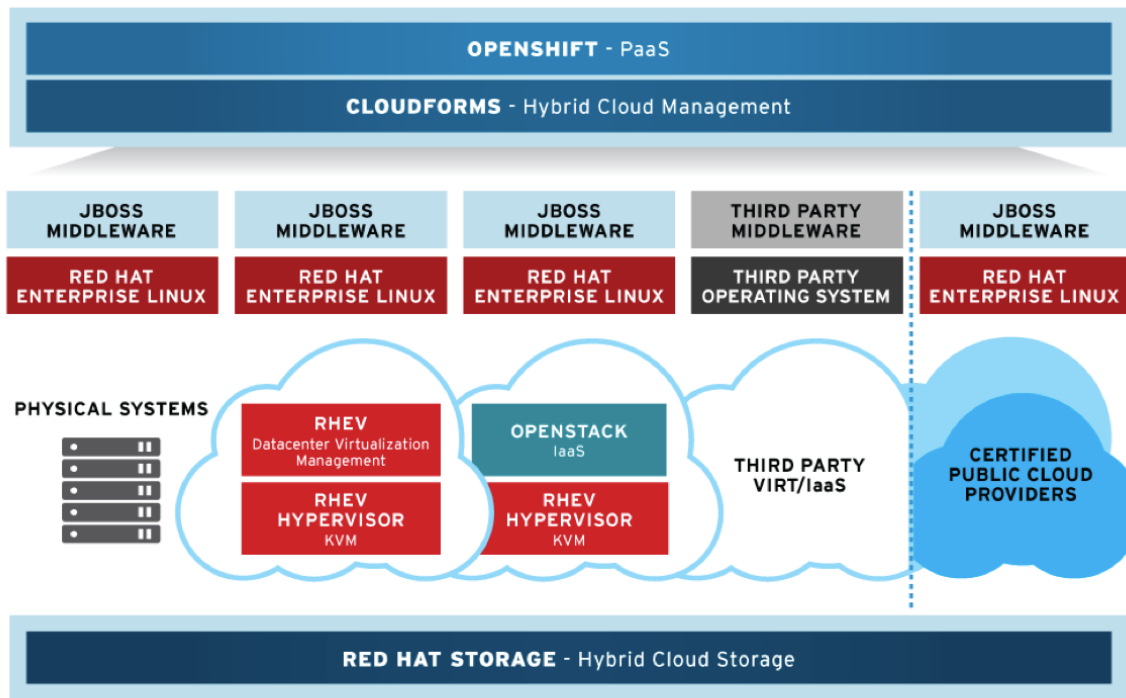 OPENSHIFT - PaaS
CLOUDFORMS - Hybrid Cloud Management
JBOSS
MIDDLEWARE
JBOSS
MIDDLEWARE
JBOSS
MIDDLEWARE
THIRD PARTY
MIDDLEWARE
JBOSS
MIDDLEWARE
RED HAT
ENTERPRISE LINUX
RED HAT
ENTERPRISE LINUX
RED HAT
ENTERPRISE LINUX
THIRD PARTY
OPERATING SYSTEM
RED HAT
ENTERPRISE LINUX
PHYSICAL SYSTEMS
RHEV
Datacenter Virtualization
Management
RHEV
HYPERVISOR
KVM
OPENSTACK
IaaS
RHEV
HYPERVISOR
KVM
THIRD PARTY
VIRT/IaaS
CERTIFIED
PUBLIC CLOUD
PROVIDERS
RED HAT STORAGE - Hybrid Cloud Storage